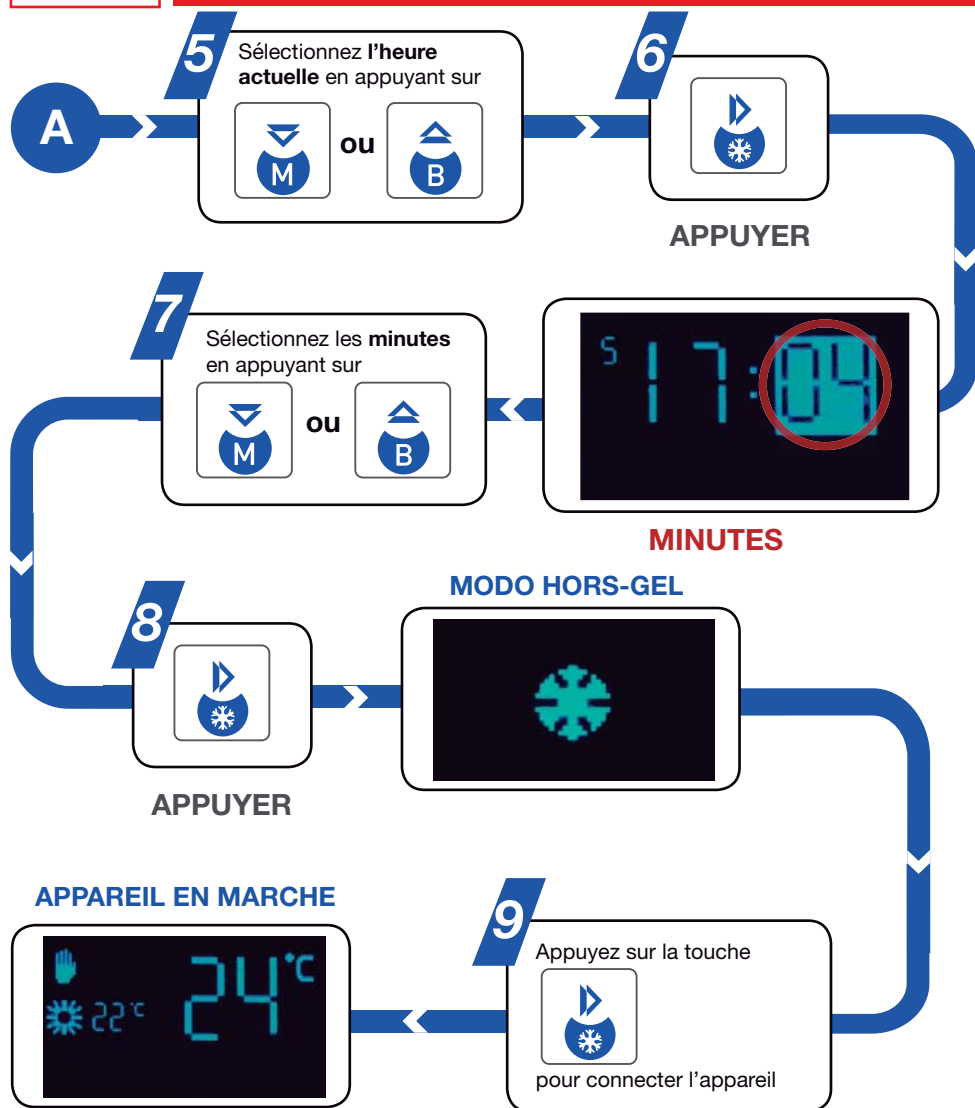 A
5
Sélectionnez l'heure
actuelle en appuyant sur
M
ou
B
6
APPUYER
7
Sélectionnez les minutes
en appuyant sur
M
ou
B
S 17:04
MINUTES
8
APPUYER
MODO HORS-GEL
9
Appuyez sur la touche
pour connecter l'appareil
APPAREIL EN MARCHE
24°C
22°C